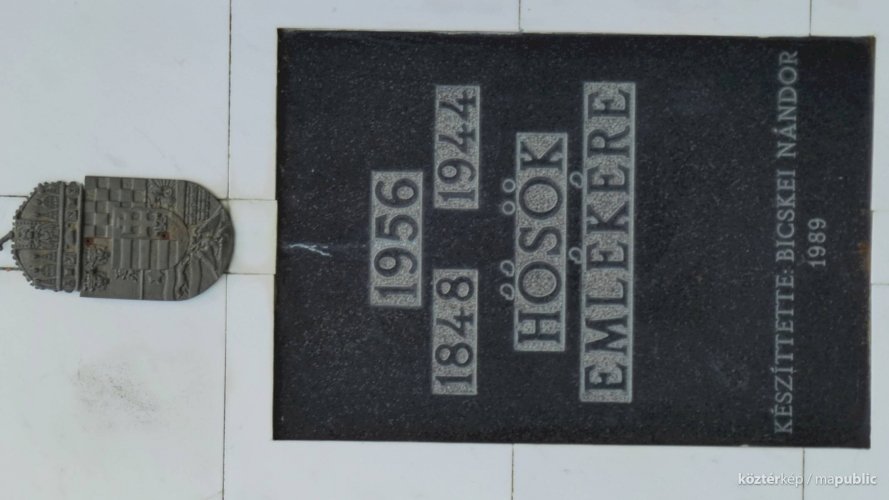 1956
1848 1944
HŐSÖK
EMLÉKÉRE
KÉSZÍTTETTE: BICSKEI NÁNDOR
1989
köztérkép / mapublic